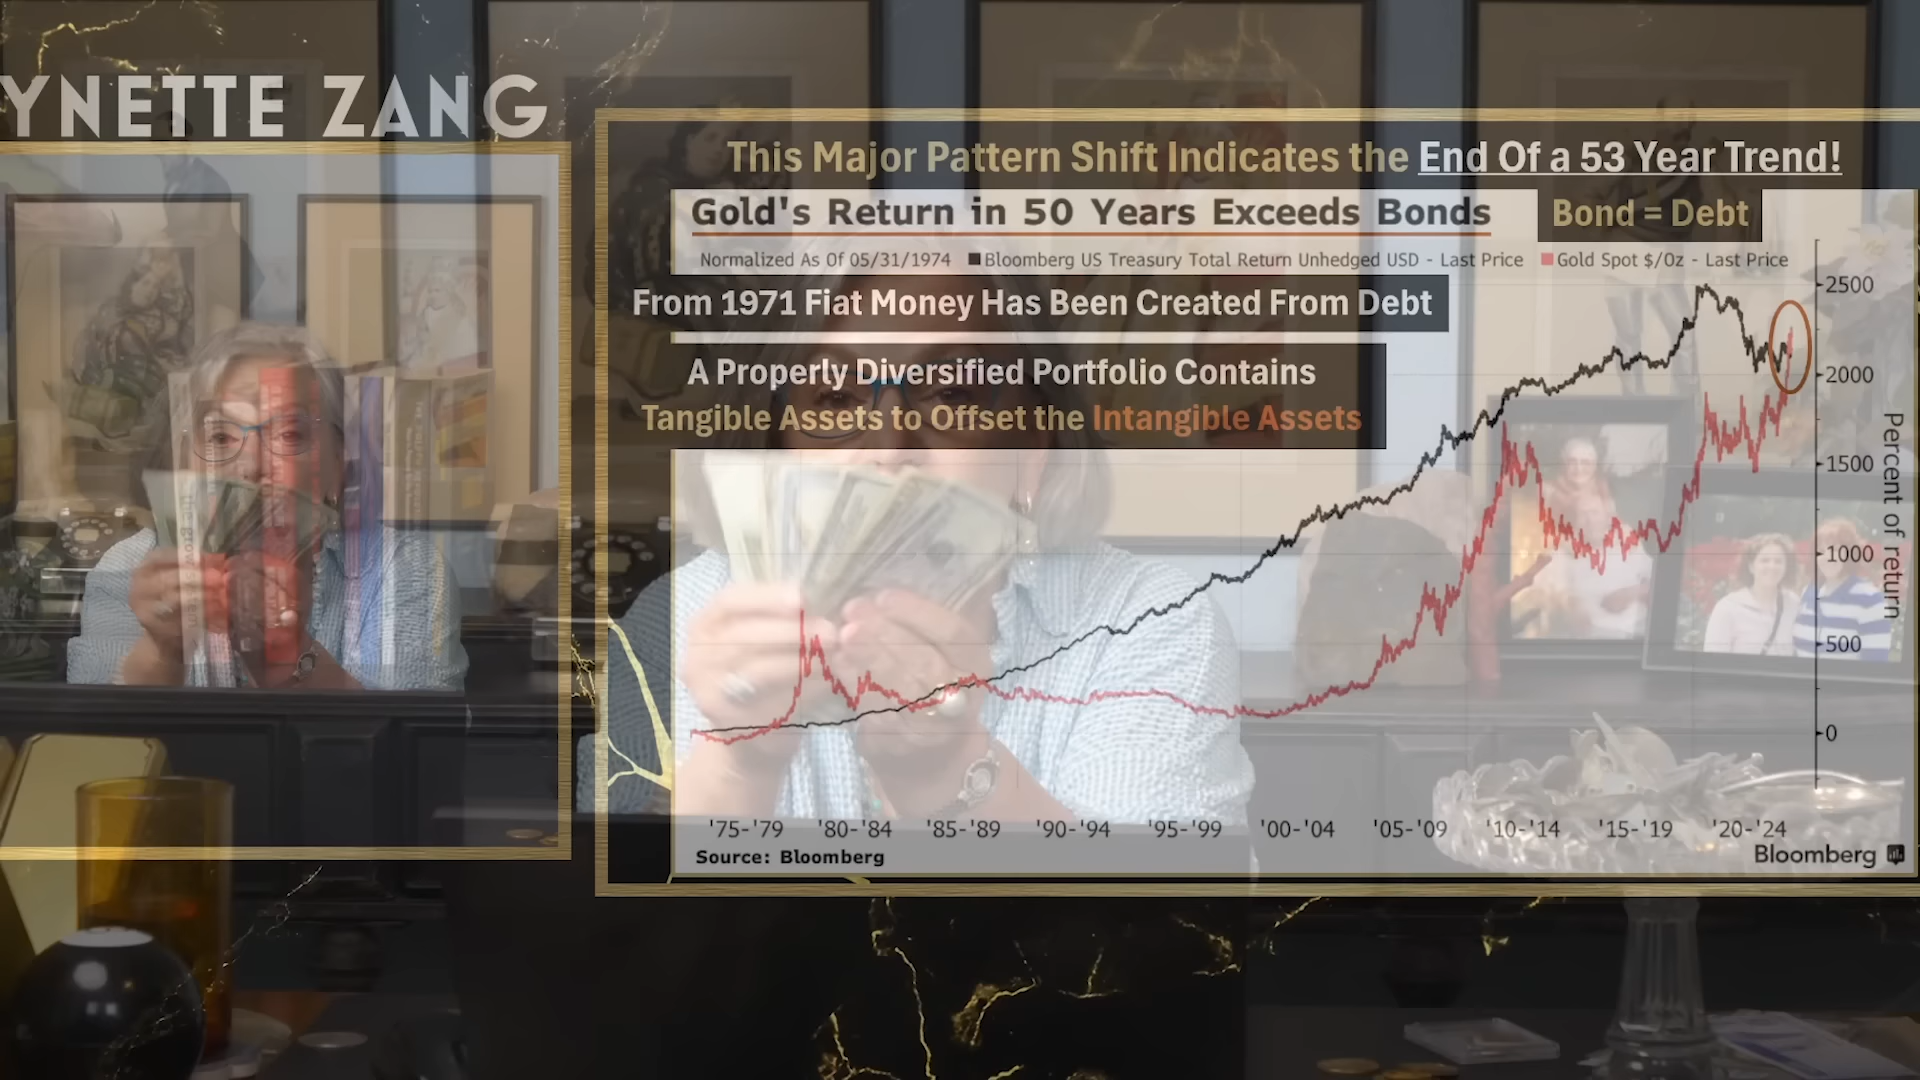 YNETTE ZANG
This Major Pattern Shift Indicates the End Of a 53 Year Trend!
Gold's Return in 50 Years Exceeds Bonds
Bond = Debt
Normalized As Of 05/31/1974 ■Bloomberg US Treasury Total Return Unhedged USD - Last Price ■Gold Spot $/Oz - Last Price
From 1971 Fiat Money Has Been Created From Debt
A Properly Diversified Portfolio Contains
Tangible Assets to Offset the Intangible Assets
2500
2000
1500
1000
500
0
Percent of return
'75-'79 '80-'84 '85-'89 '90-'94 '95-'99 '00-'04 '05-'09 '10-'14 '15-'19 '20-'24
Source: Bloomberg
Bloomberg